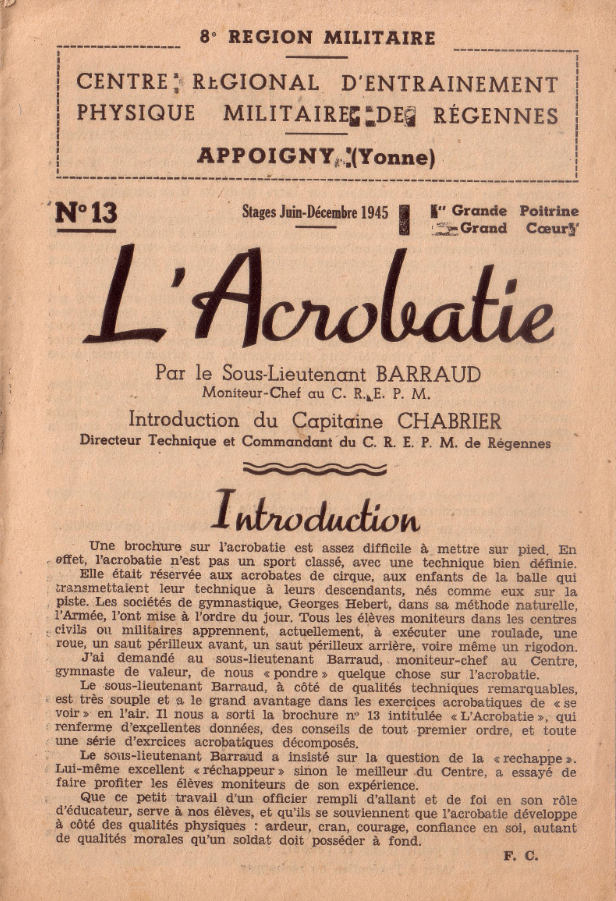 8e REGION MILITAIRE
CENTRE REGIONAL D'ENTRAINEMENT
PHYSIQUE MILITAIRE DE RÉGENNES
APPOIGNY (Yonne)
No 13
Stages Juin-Décembre 1945
" Grande Poitrine
Grand Cœur "
L'Acrobatie
Par le Sous-Lieutenant BARRAUD
Moniteur-Chef au C. R. E. P. M.
Introduction du Capitaine CHABRIER
Directeur Technique et Commandant du C. R. E. P. M. de Régennes
Introduction
Une brochure sur l'acrobatie est assez difficile à mettre sur pied. En
effet, l'acrobatie n'est pas un sport classé, avec une technique bien définie.
Elle était réservée aux acrobates de cirque, aux enfants de la balle qui
transmettaient leur technique à leurs descendants, nés comme eux sur la
piste. Les sociétés de gymnastique, Georges Hebert, dans sa méthode naturelle,
l'Armée, l'ont mise à l'ordre du jour. Tous les élèves moniteurs dans les centres
civils ou militaires apprennent, actuellement, à exécuter une roulade, une
roue, un saut périlleux avant, un saut périlleux arrière, voire même un rigodon.
J'ai demandé au sous-lieutenant Barraud, moniteur-chef au Centre,
gymnaste de valeur, de nous « pondre » quelque chose sur l'acrobatie.
Le sous-lieutenant Barraud, à côté de qualités techniques remarquables,
est très souple et a le grand avantage dans les exercices acrobatiques de « se
voir » en l'air. Il nous a sorti la brochure no 13 intitulée « L'Acrobatie », qui
renferme d'expellentes données, des conseils de tout premier ordre, et toute
une série d'exrcices acrobatiques décomposés.
Le sous-lieutenant Barraud a insisté sur la question de la « rechappe ».
Lui-même excellent « réchappeur » sinon le meilleur du Centre, a essayé de
faire profiter les élèves moniteurs de son expérience.
Que ce petit travail d'un officier rempli d'allant et de foi en son rôle
d'éducateur, serve à nos élèves, et qu'ils se souviennent que l'acrobatie développe
à côté des qualités physiques : ardeur, cran, courage, confiance en soi, autant
de qualités morales qu'un soldat doit posséder à fond.
F. C.